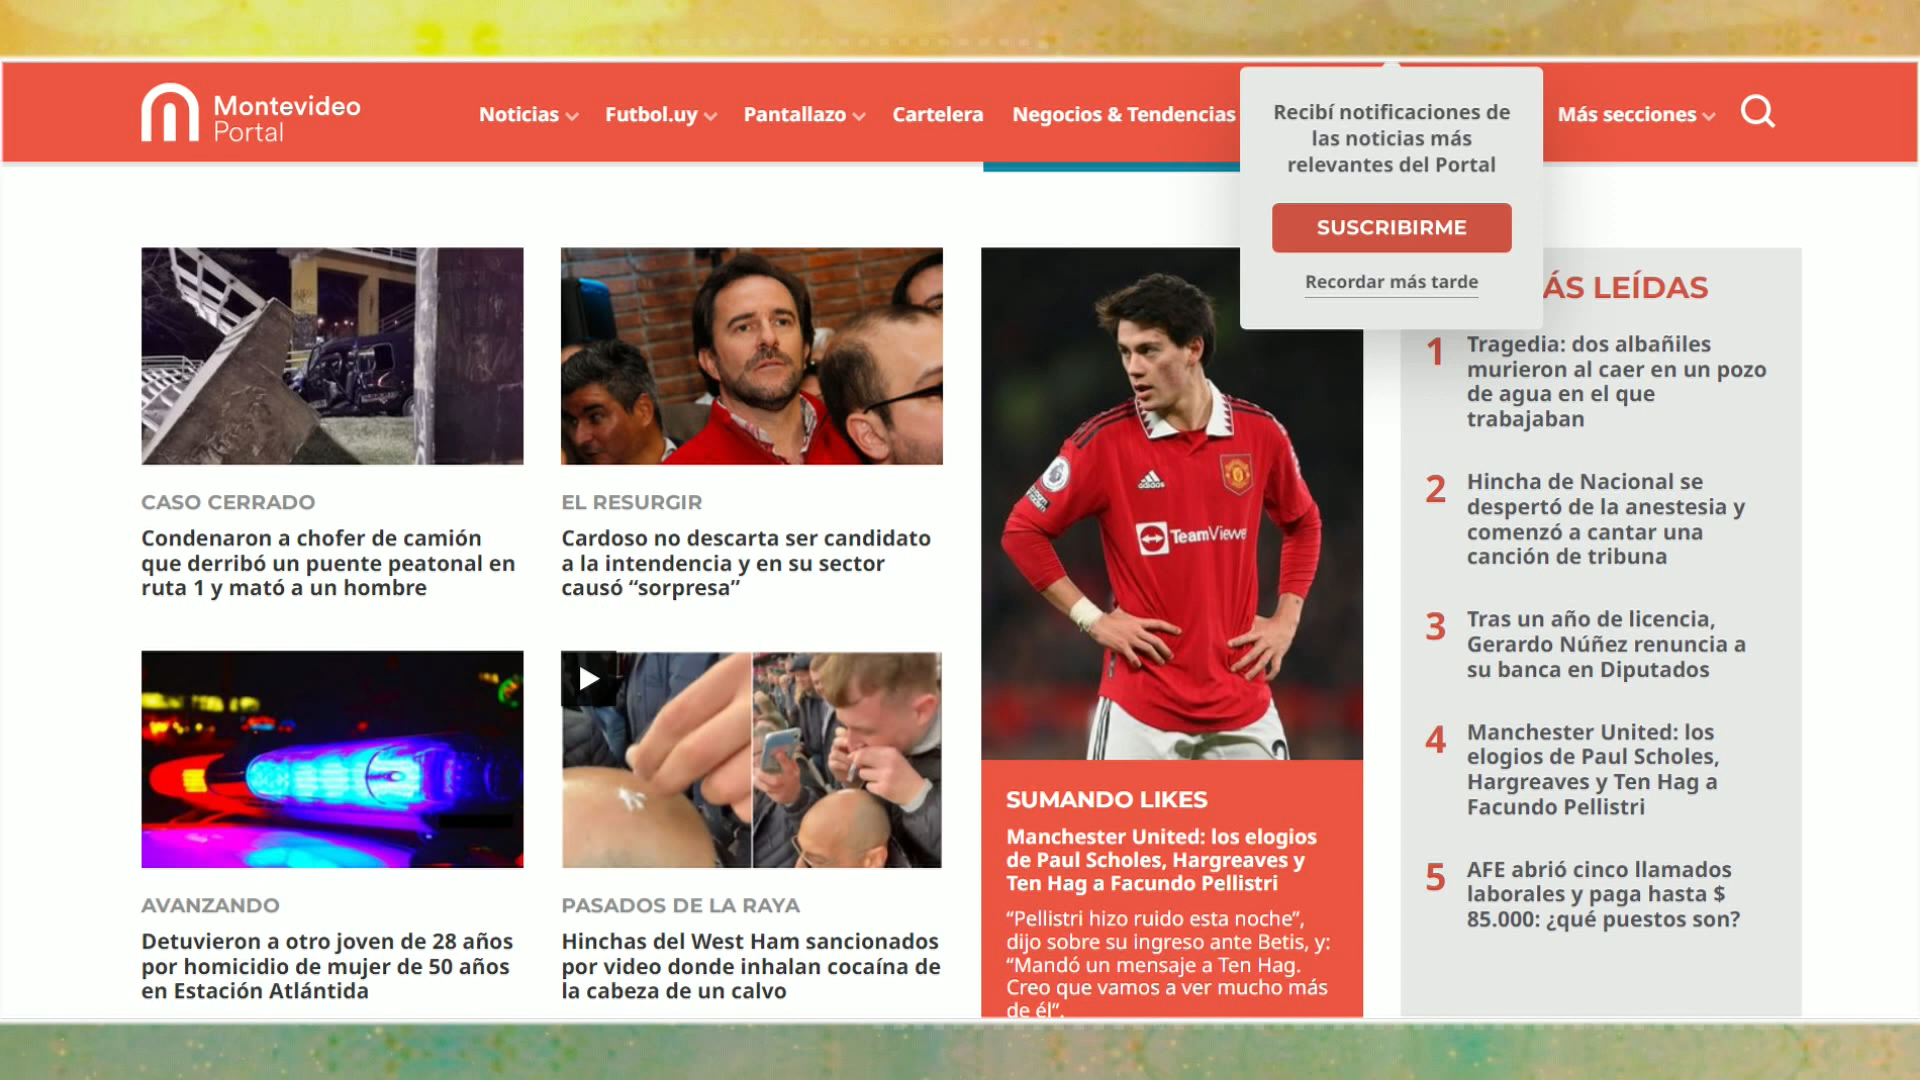 Montevideo
Portal
Noticias
Futbol.uy
Pantallazo
Cartelera
Negocios & Tendencias
Más secciones
Recibí notificaciones de
las noticias más
relevantes del Portal
SUSCRIBIRME
Recordar más tarde
CASO CERRADO
Condenaron a chofer de camión
que derribó un puente peatonal en
ruta 1 y mató a un hombre
EL RESURGIR
Cardoso no descarta ser candidato
a la intendencia y en su sector
causó “sorpresa”
AVANZANDO
Detuvieron a otro joven de 28 años
por homicidio de mujer de 50 años
en Estación Atlántida
PASADOS DE LA RAYA
Hinchas del West Ham sancionados
por video donde inhalan cocaína de
la cabeza de un calvo
adidas
TeamViewe
SUMANDO LIKES
Manchester United: los elogios
de Paul Scholes, Hargreaves y
Ten Hag a Facundo Pellistri
“Pellistri hizo ruido esta noche”,
dijo sobre su ingreso ante Betis, y:
“Mandó un mensaje a Ten Hag.
Creo que vamos a ver mucho más
de él”.
ÁS LEÍDAS
1 Tragedia: dos albañiles
murieron al caer en un pozo
de agua en el que
trabajaban
2 Hincha de Nacional se
despertó de la anestesia y
comenzó a cantar una
canción de tribuna
3 Tras un año de licencia,
Gerardo Núñez renuncia a
su banca en Diputados
4 Manchester United: los
elogios de Paul Scholes,
Hargreaves y Ten Hag a
Facundo Pellistri
5 AFE abrió cinco llamados
laborales y paga hasta $
85.000: ¿qué puestos son?